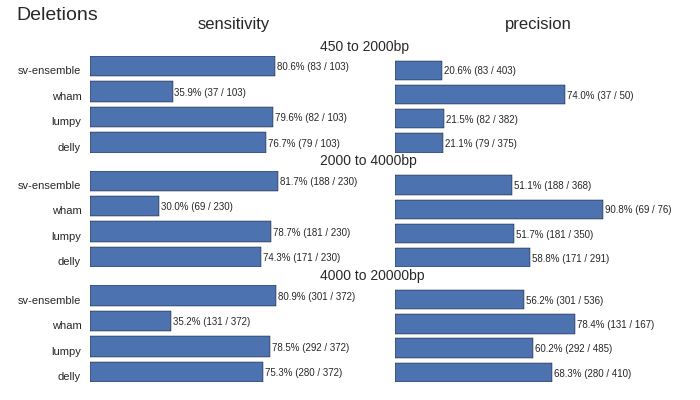 Deletions
sensitivity precision
450 to 2000bp
sv-ensemble 80.6% (83 / 103) 20.6% (83 / 403)
wham 35.9% (37 / 103) 74.0% (37 / 50)
lumpy 79.6% (82 / 103) 21.5% (82 / 382)
delly 76.7% (79 / 103) 21.1% (79 / 375)
2000 to 4000bp
sv-ensemble 81.7% (188 / 230) 51.1% (188 / 368)
wham 30.0% (69 / 230) 90.8% (69 / 76)
lumpy 78.7% (181 / 230) 51.7% (181 / 350)
delly 74.3% (171 / 230) 58.8% (171 / 291)
4000 to 20000bp
sv-ensemble 80.9% (301 / 372) 56.2% (301 / 536)
wham 35.2% (131 / 372) 78.4% (131 / 167)
lumpy 78.5% (292 / 372) 60.2% (292 / 485)
delly 75.3% (280 / 372) 68.3% (280 / 410)